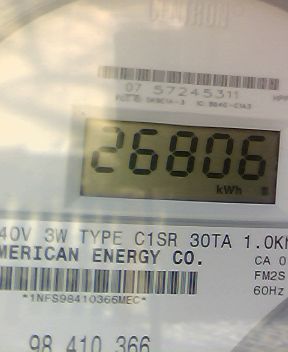 CENTRON
07 57245311
26806
kWh
40V 3W TYPE C1SR 30TA 1.0K
MERICAN ENERGY CO.
CA 0
FM2S
60Hz
*1NFS98410366MEC*
98 410 366